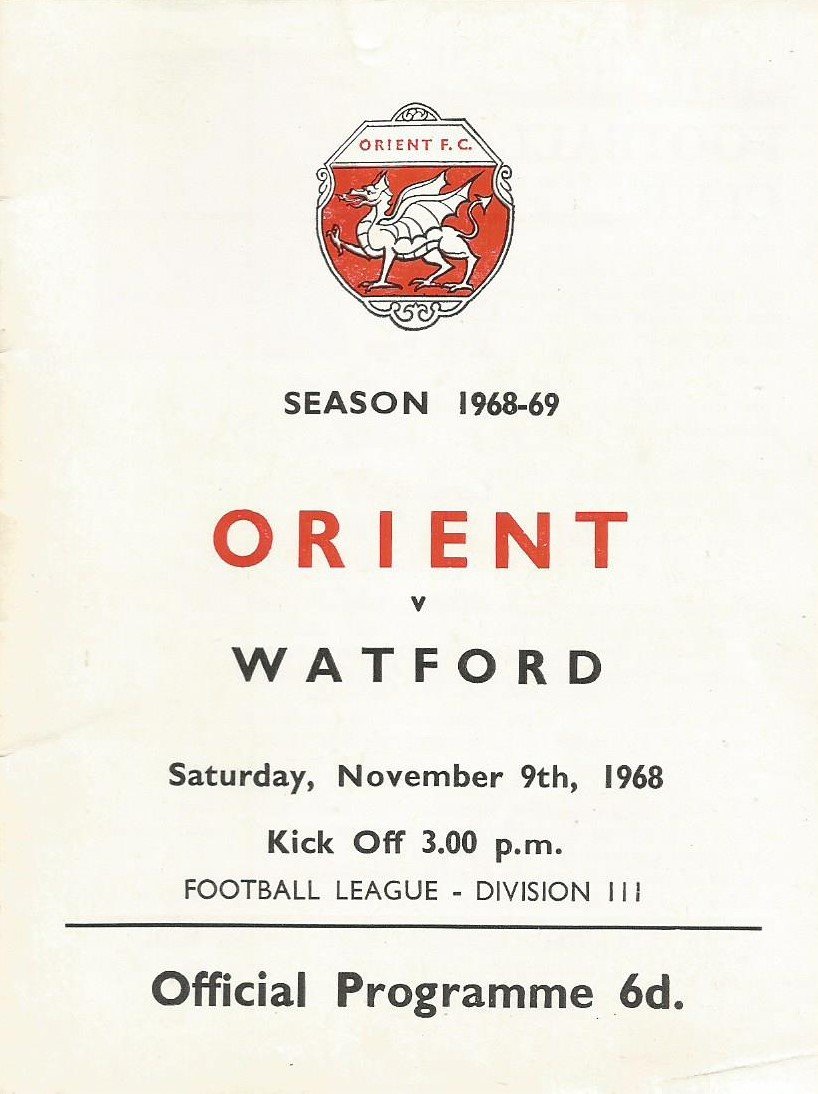 ORIENT F.C.
SEASON 1968-69
ORIENT
v
WATFORD
Saturday, November 9th, 1968
Kick Off 3.00 p.m.
FOOTBALL LEAGUE - DIVISION III
Official Programme 6d.